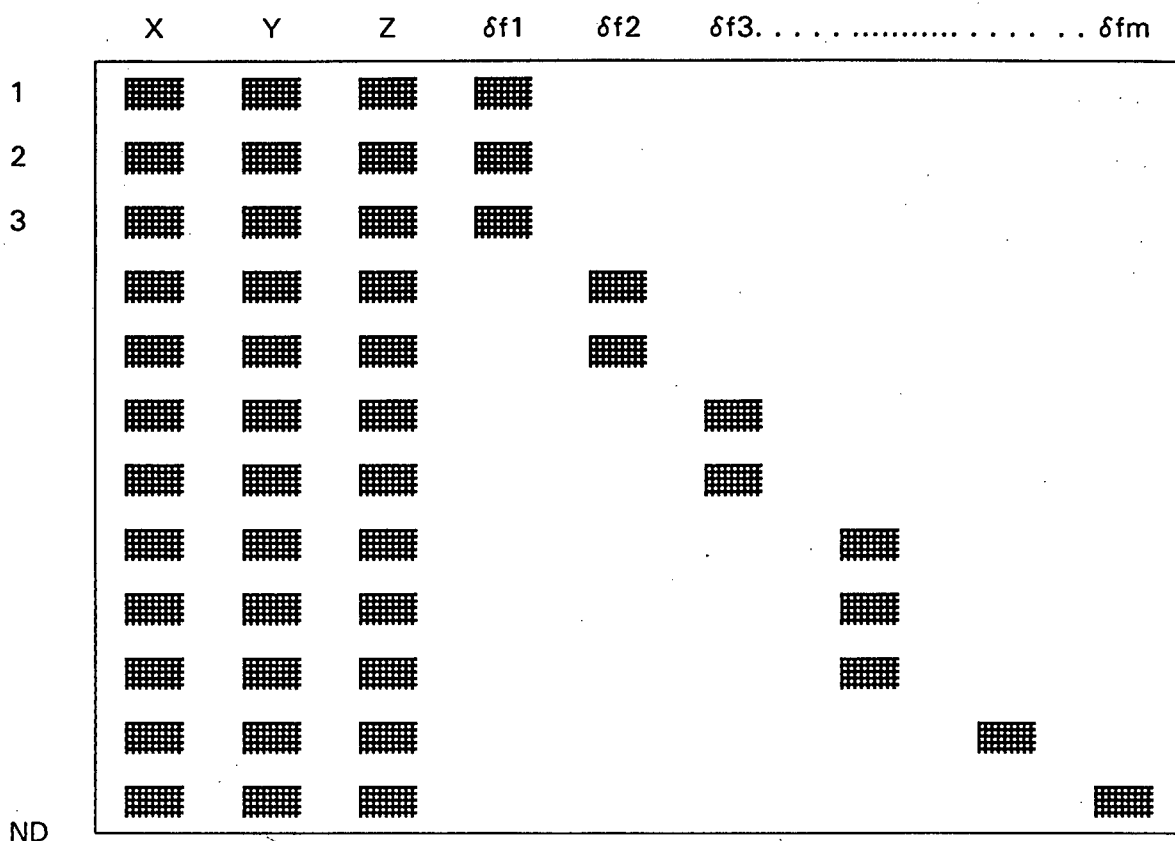 X Y Z δf1 δf2 δf3. . . . . ........... . . . . . . δfm
1
2
3
ND